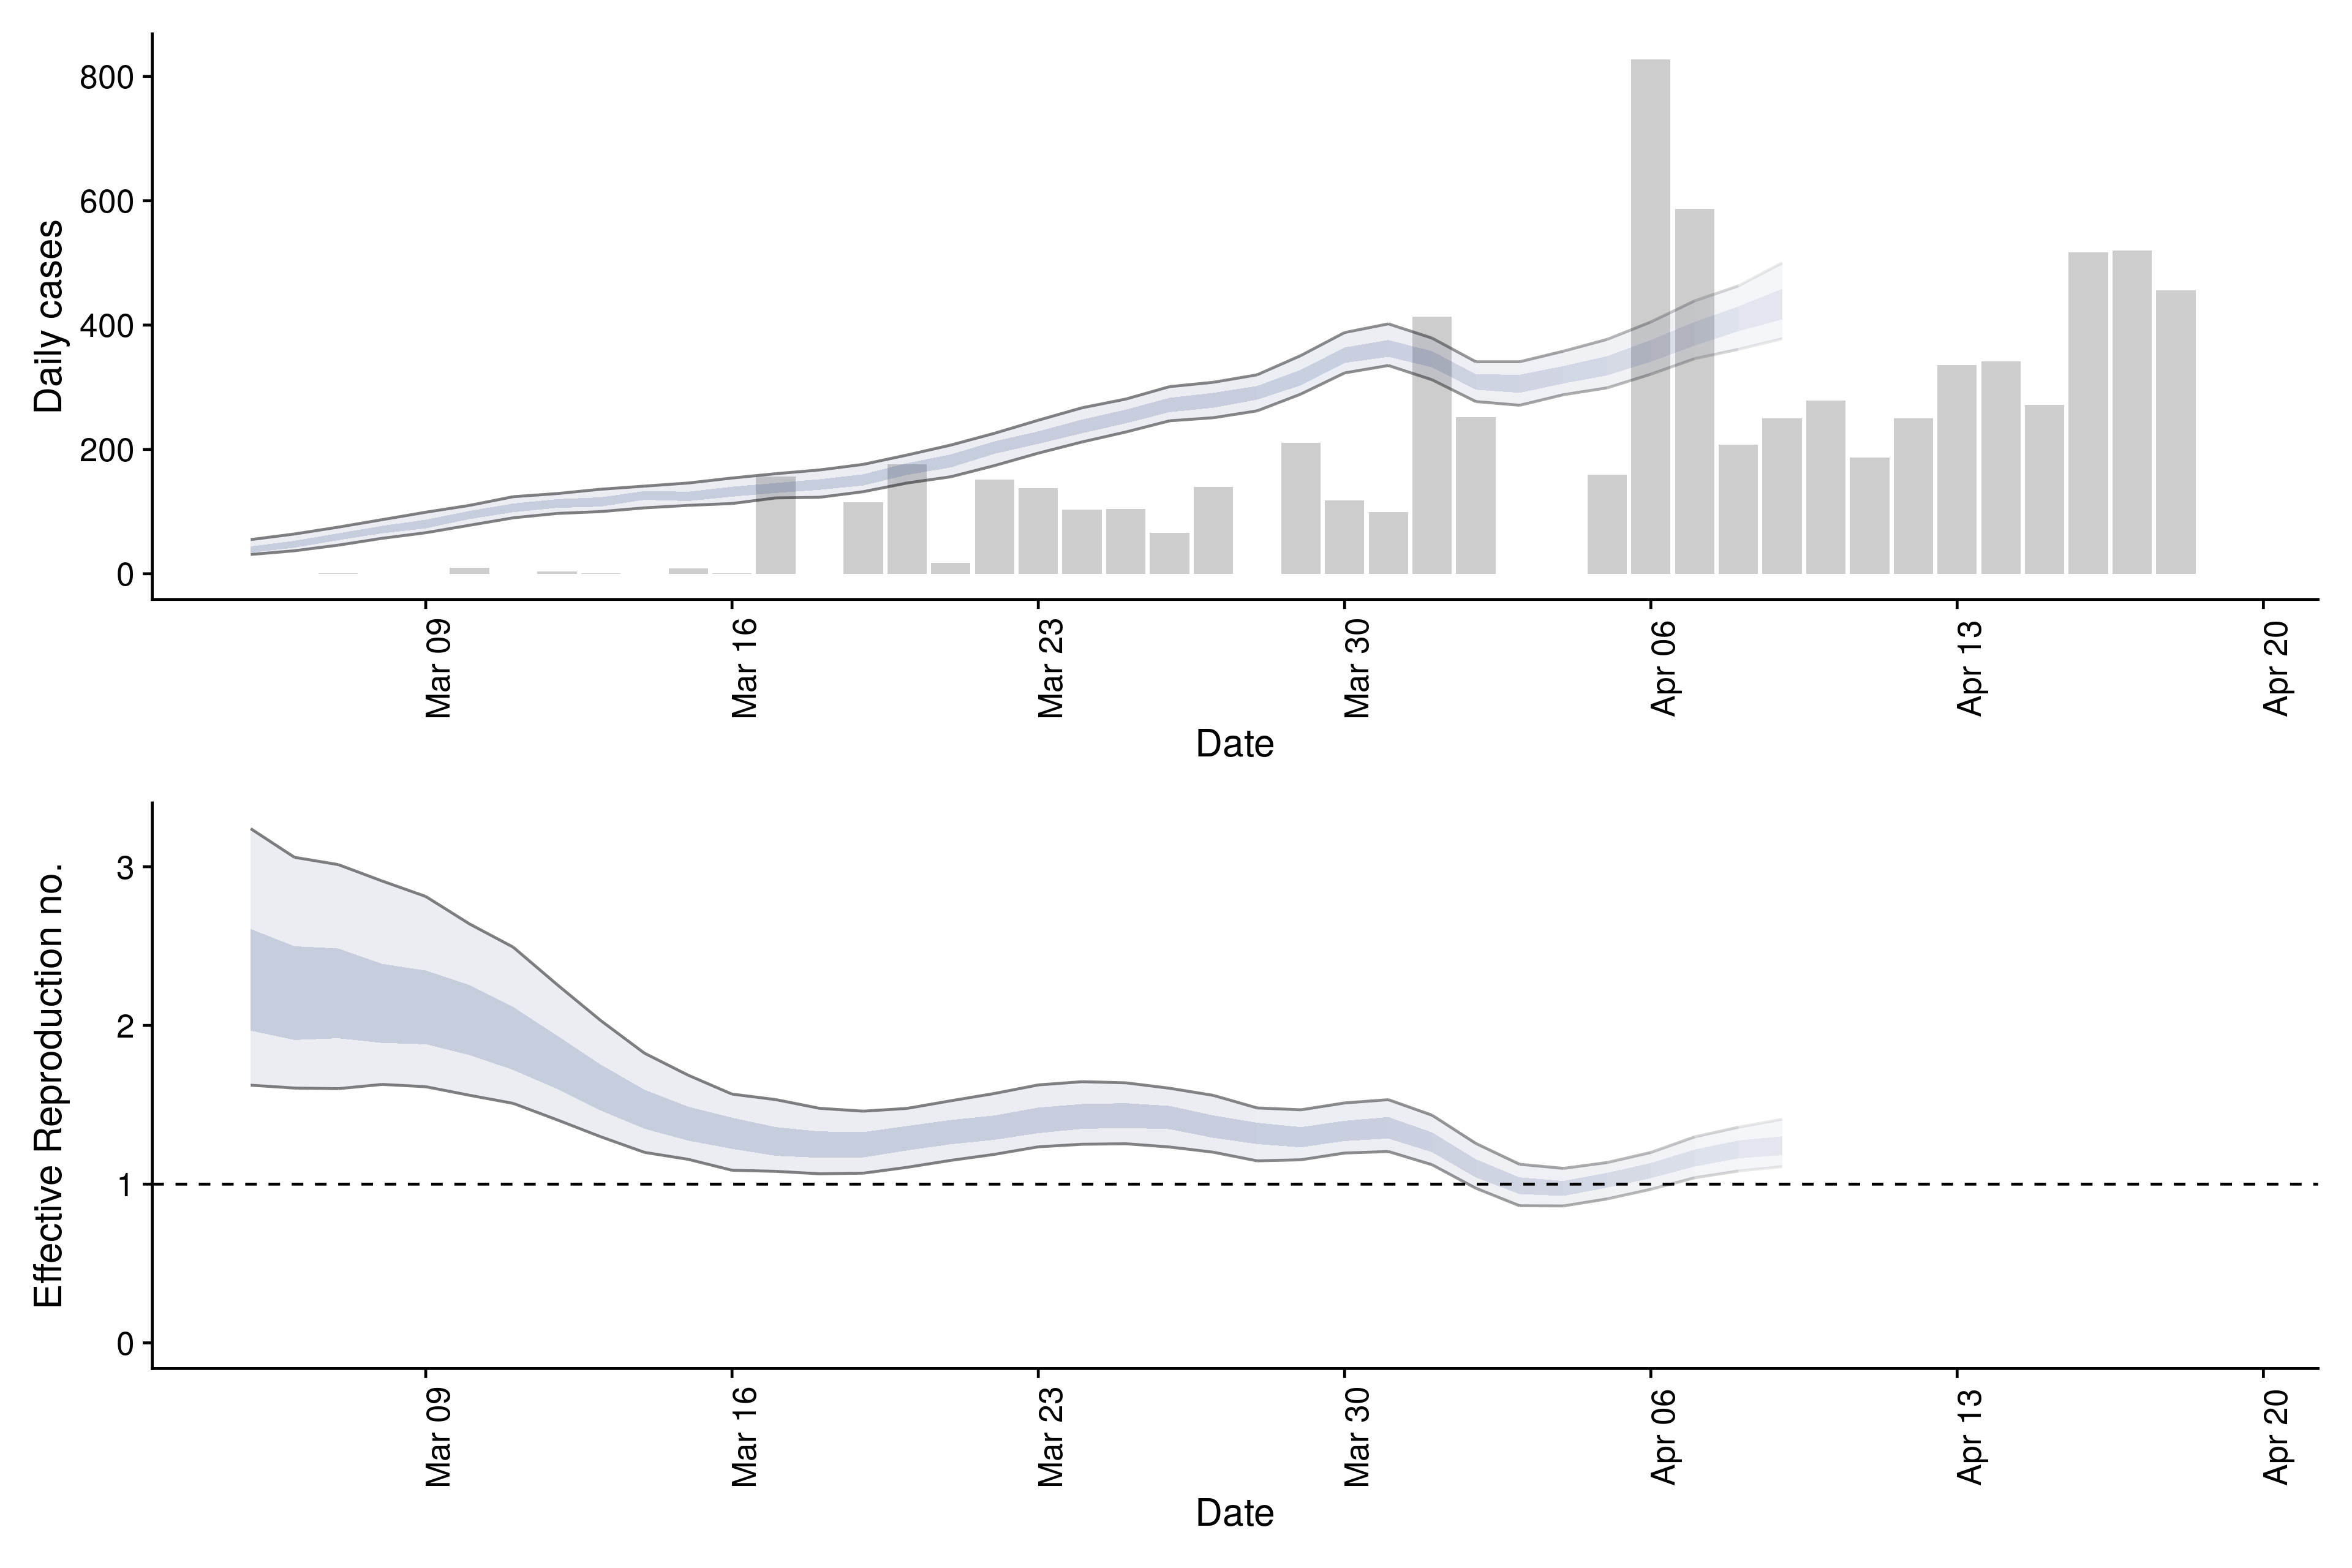 Daily cases
800
600
400
200
0
Mar 09
Mar 16
Mar 23
Mar 30
Apr 06
Apr 13
Apr 20
Date
Effective Reproduction no.
3
2
1
0
Mar 09
Mar 16
Mar 23
Mar 30
Apr 06
Apr 13
Apr 20
Date